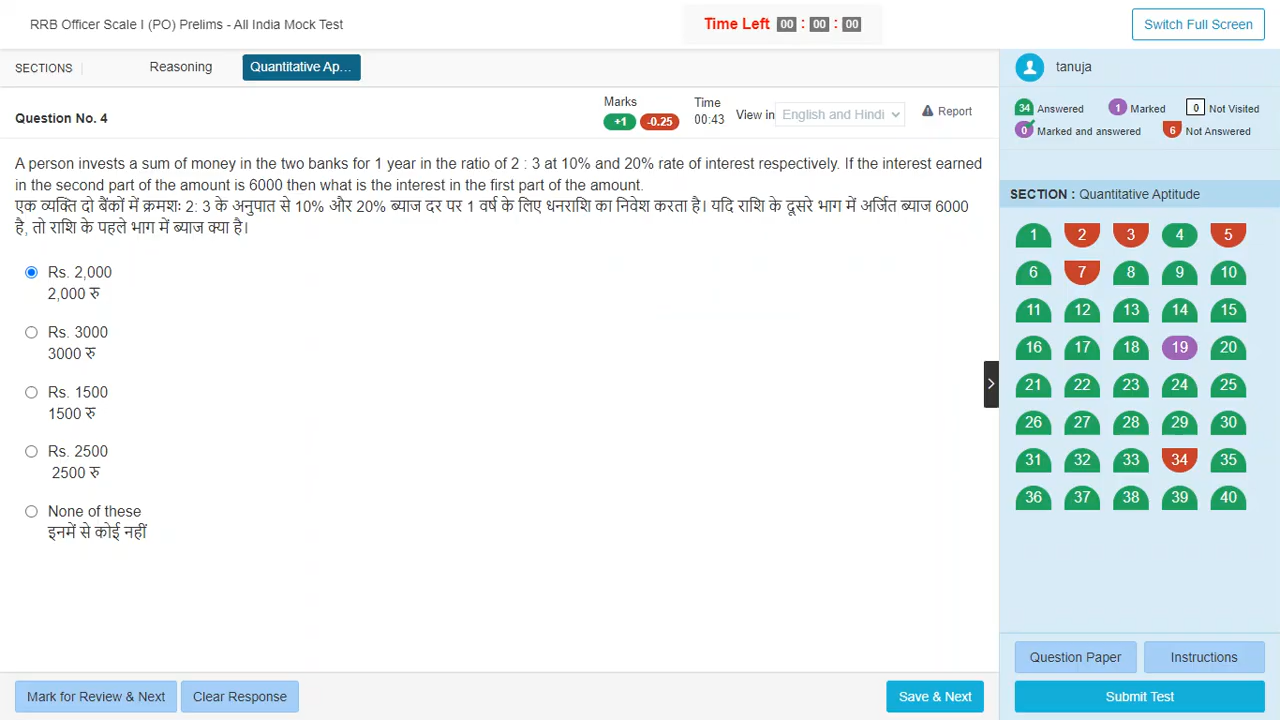 RRB Officer Scale I (PO) Prelims - All India Mock Test
Time Left 00 : 00 : 00
Switch Full Screen
SECTIONS
Reasoning
Quantitative Ap...
tanuja
Question No. 4
Marks
+1 -0.25
Time
00:43
View in English and Hindi
Report
34 Answered
1 Marked
0 Not Visited
0 Marked and answered
6 Not Answered
A person invests a sum of money in the two banks for 1 year in the ratio of 2 : 3 at 10% and 20% rate of interest respectively. If the interest earned
in the second part of the amount is 6000 then what is the interest in the first part of the amount.
एक व्यक्ति दो बैंकों में क्रमशः 2: 3 के अनुपात से 10% और 20% ब्याज दर पर 1 वर्ष के लिए धनराशि का निवेश करता है। यदि राशि के दूसरे भाग में अर्जित ब्याज 6000
है, तो राशि के पहले भाग में ब्याज क्या है।
Rs. 2,000
2,000 रु
Rs. 3000
3000 रु
Rs. 1500
1500 रु
Rs. 2500
2500 रु
None of these
इनमें से कोई नहीं
SECTION : Quantitative Aptitude
1 2 3 4 5
6 7 8 9 10
11 12 13 14 15
16 17 18 19 20
21 22 23 24 25
26 27 28 29 30
31 32 33 34 35
36 37 38 39 40
Question Paper
Instructions
Mark for Review & Next
Clear Response
Save & Next
Submit Test